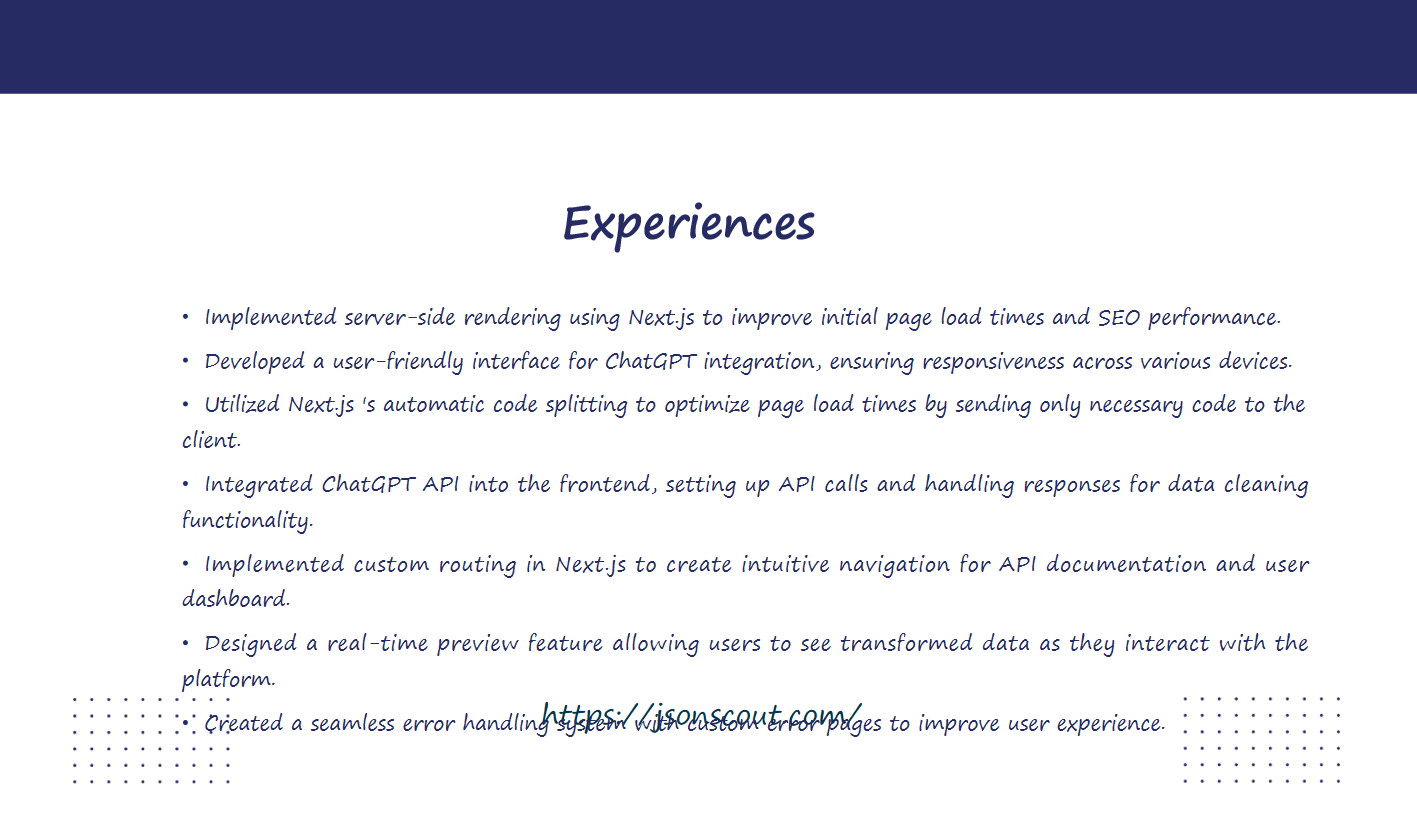 Experiences
• Implemented server-side rendering using Next.js to improve initial page load times and SEO performance.
• Developed a user-friendly interface for ChatGPT integration, ensuring responsiveness across various devices.
• Utilized Next.js 's automatic code splitting to optimize page load times by sending only necessary code to the
client.
• Integrated ChatGPT API into the frontend, setting up API calls and handling responses for data cleaning
functionality.
• Implemented custom routing in Next.js to create intuitive navigation for API documentation and user
dashboard.
• Designed a real-time preview feature allowing users to see transformed data as they interact with the
platform.
https://jsonscout.com/
• Created a seamless error handling system with custom error pages to improve user experience.